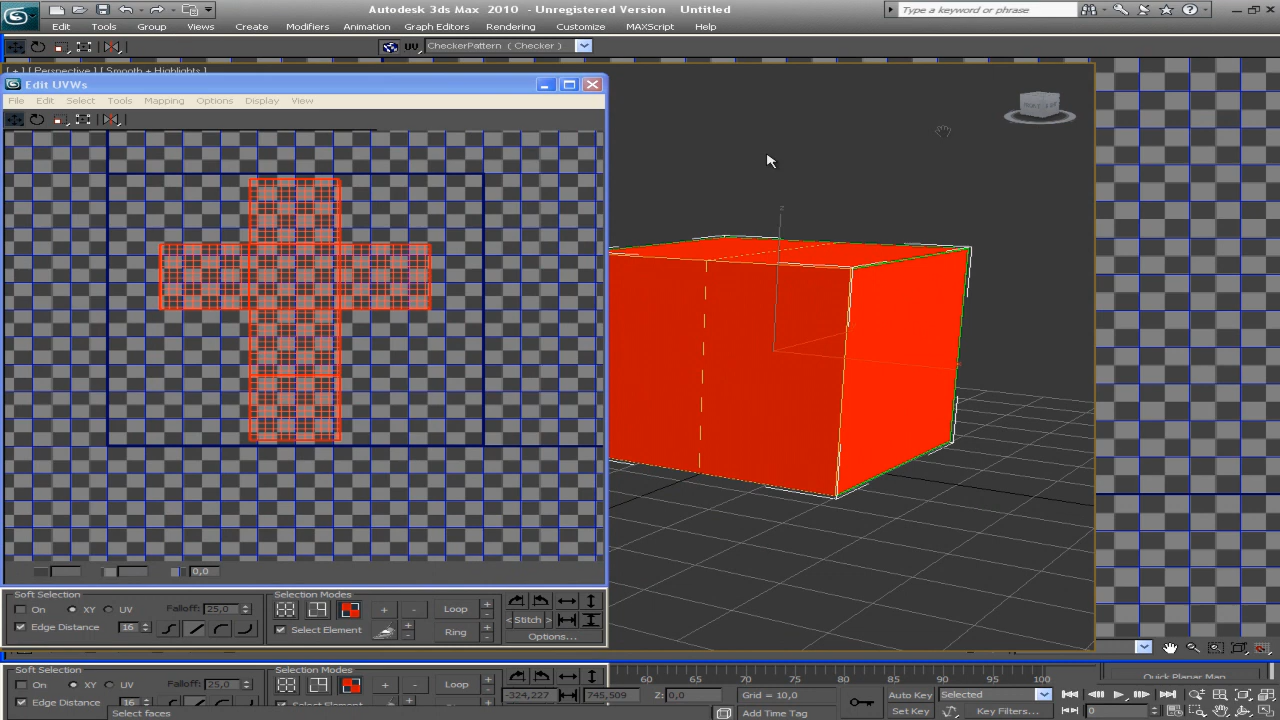 Autodesk 3ds Max 2010 - Unregistered Version Untitled
Type a keyword or phrase
File Edit Tools Group Views Create Modifiers Animation Graph Editors Rendering Customize MAXScript Help
UV CheckerPattern ( Checker )
[ + ] [ Perspective ] [ Smooth + Highlights ]
Edit UVWs
File Edit Select Tools Mapping Options Display View
0,0
Soft Selection
On XY UV Falloff: 25,0
Edge Distance 16
Selection Modes
+ - Loop + -
Select Element + - Ring + -
< Stitch >
Options...
Soft Selection
On XY UV Falloff: 25,0
Edge Distance 16
Selection Modes
+ - Loop + -
Select faces
-324,227 745,509 Z: 0,0 Grid = 10,0
Add Time Tag
60 65 70 75 80 85 90 95 100
Auto Key Selected
Set Key Key Filters...
0
Quick Planar Map
z